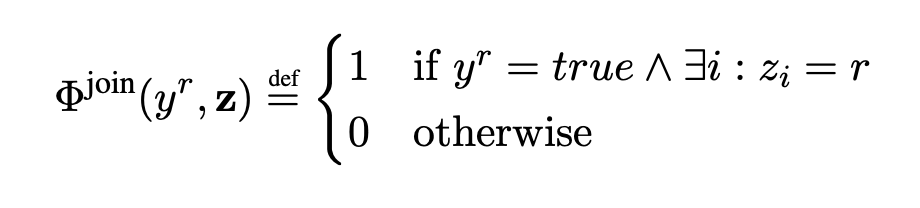 Φ^join(y^r, **z**) ≝ { 1 if y^r = true ∧ ∃i : z_i = r
0 otherwise